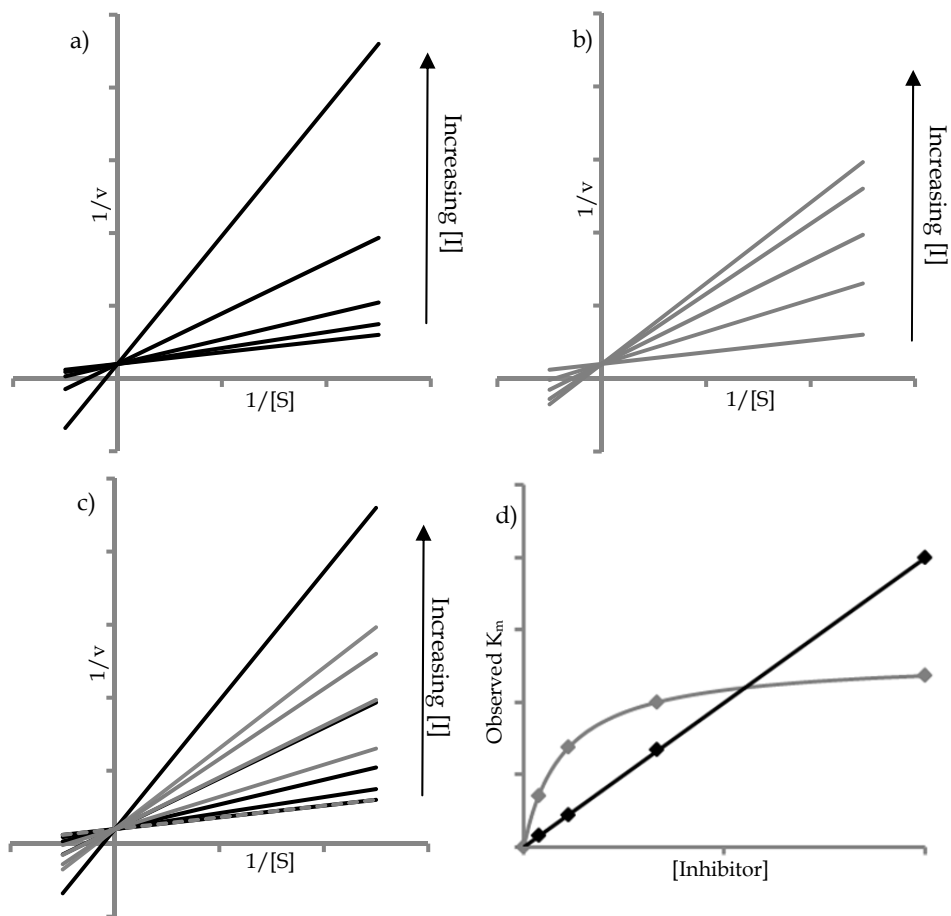 a)
1/v
1/[S]
Increasing [I]
b)
1/v
1/[S]
Increasing [I]
c)
1/v
1/[S]
Increasing [I]
d)
Observed Km
[Inhibitor]